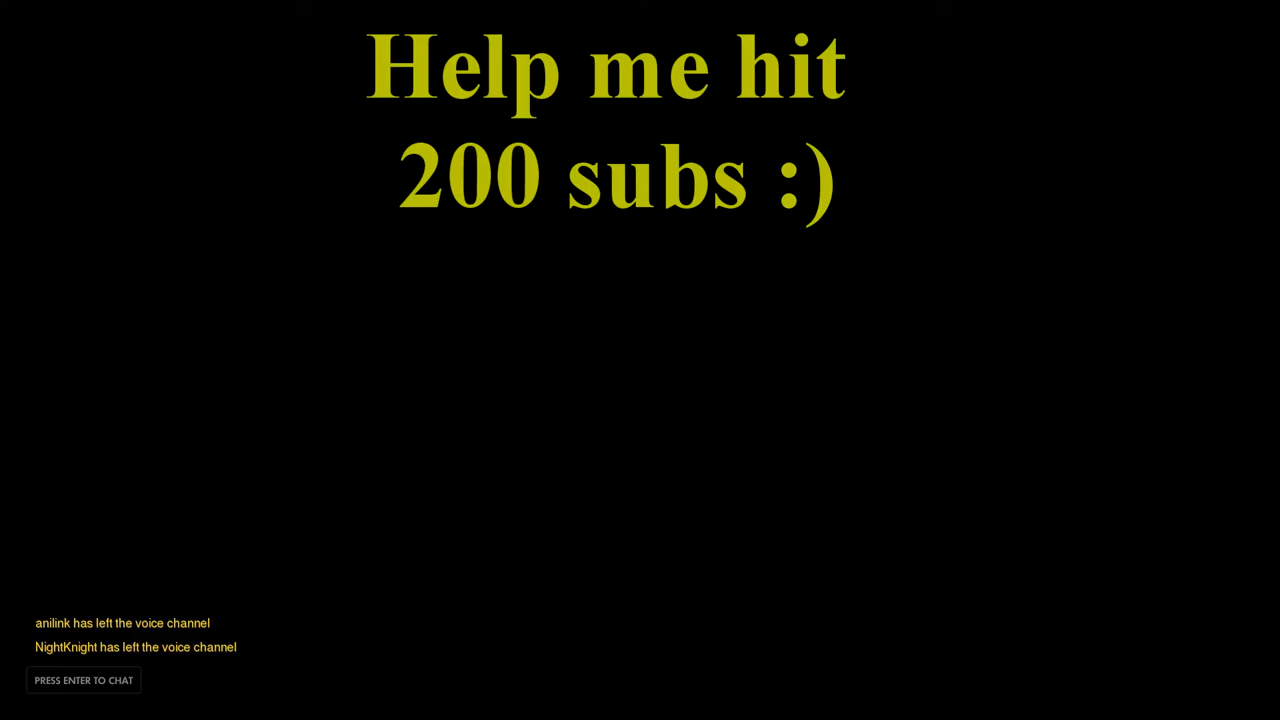 Help me hit
200 subs :)
anilink has left the voice channel
NightKnight has left the voice channel
PRESS ENTER TO CHAT